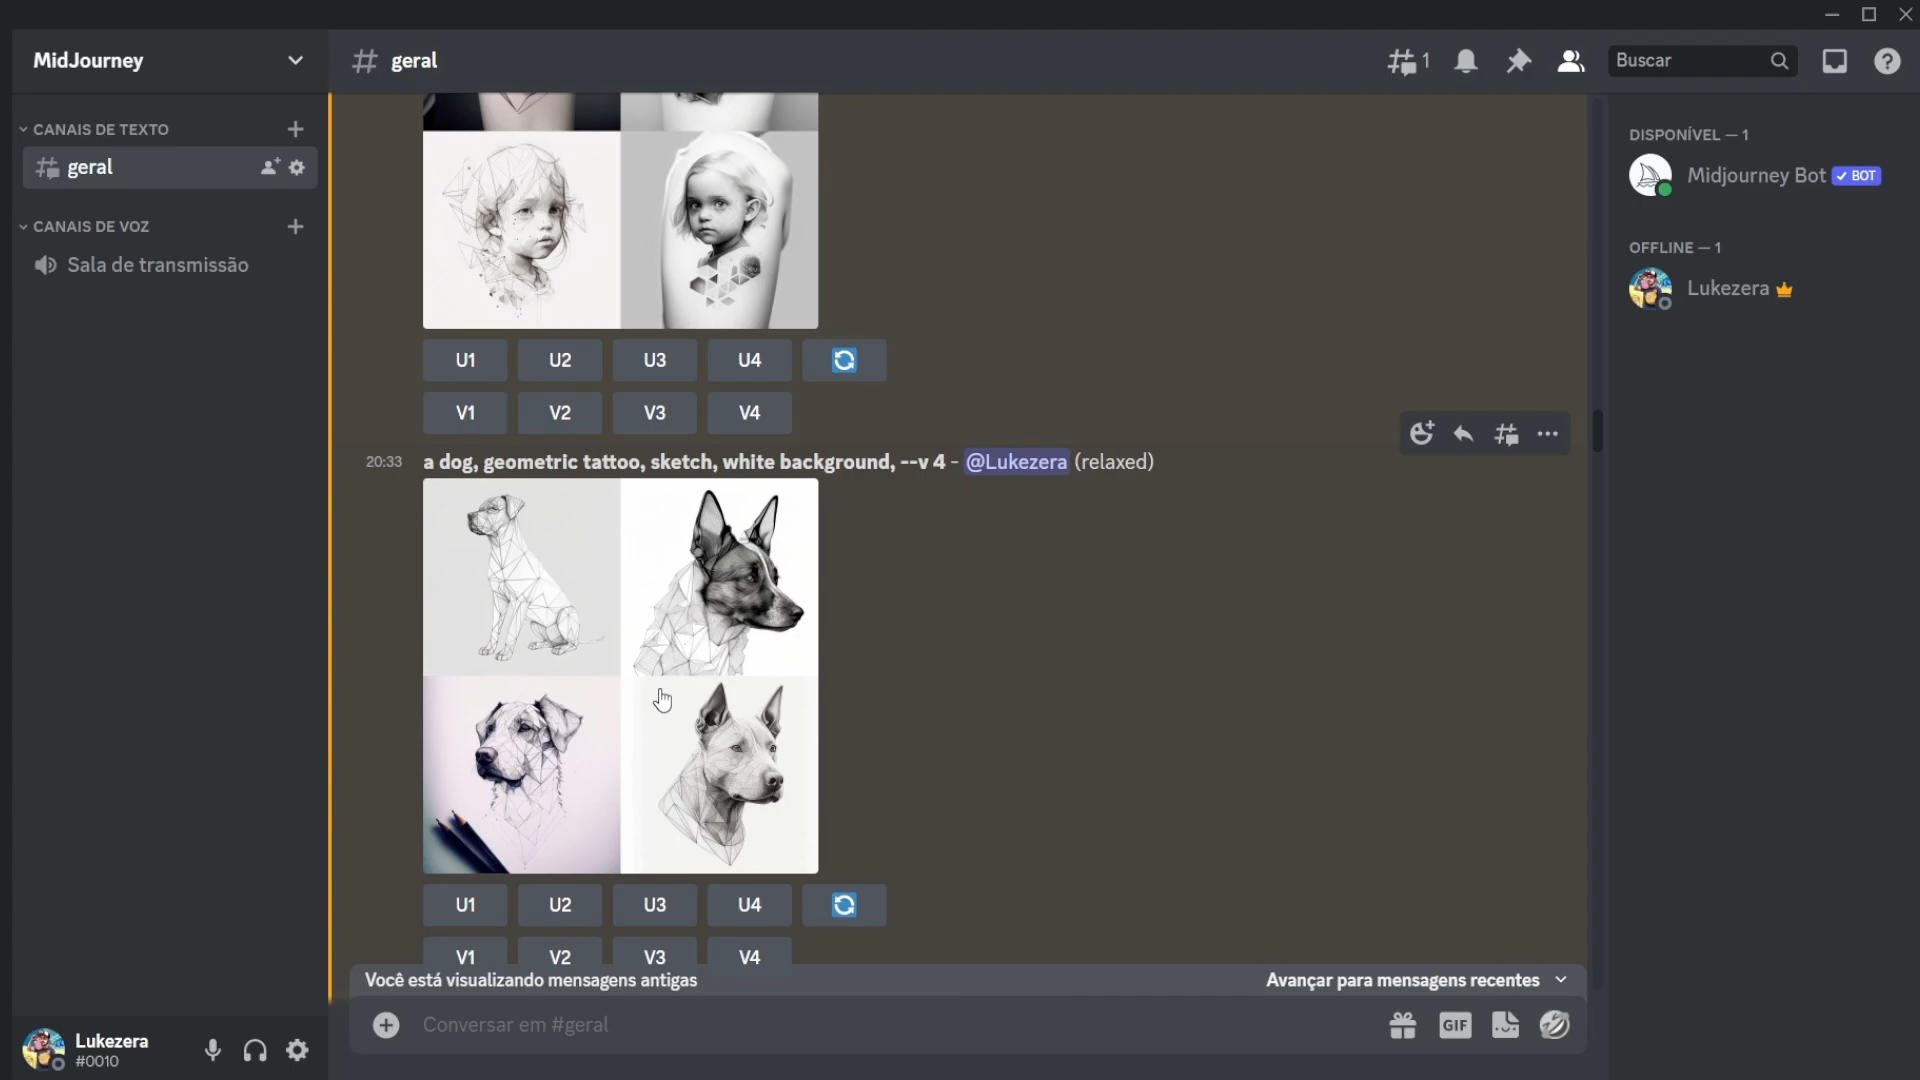 MidJourney
geral
1
Buscar
CANAIS DE TEXTO
geral
CANAIS DE VOZ
Sala de transmissão
U1 U2 U3 U4
V1 V2 V3 V4
20:33 a dog, geometric tattoo, sketch, white background, --v 4 - @Lukezera (relaxed)
U1 U2 U3 U4
V1 V2 V3 V4
Você está visualizando mensagens antigas Avançar para mensagens recentes
Conversar em #geral
GIF
DISPONÍVEL — 1
Midjourney Bot BOT
OFFLINE — 1
Lukezera
Lukezera
#0010